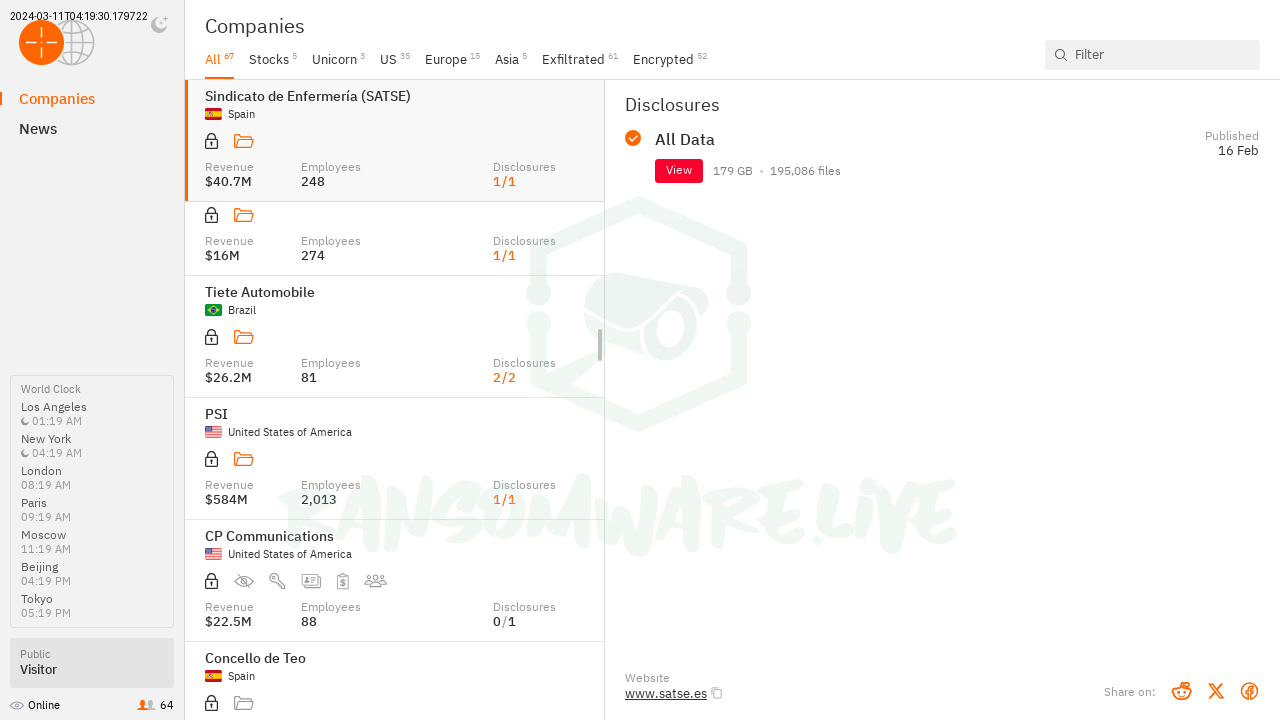 2024-03-11T04:19:30.179722
Companies
News
World Clock
Los Angeles
01:19 AM
New York
04:19 AM
London
08:19 AM
Paris
09:19 AM
Moscow
11:19 AM
Beijing
04:19 PM
Tokyo
05:19 PM
Public
Visitor
Online 64
Companies
All 67 Stocks 5 Unicorn 3 US 35 Europe 15 Asia 5 Exfiltrated 61 Encrypted 52
Filter
Sindicato de Enfermería (SATSE)
Spain
Revenue Employees Disclosures
$40.7M 248 1/1
Revenue Employees Disclosures
$16M 274 1/1
Tiete Automobile
Brazil
Revenue Employees Disclosures
$26.2M 81 2/2
PSI
United States of America
Revenue Employees Disclosures
$584M 2,013 1/1
CP Communications
United States of America
Revenue Employees Disclosures
$22.5M 88 0/1
Concello de Teo
Spain
Disclosures
All Data
Published
16 Feb
View 179 GB • 195,086 files
RANSOMWARE.LIVE
Website
www.satse.es
Share on: